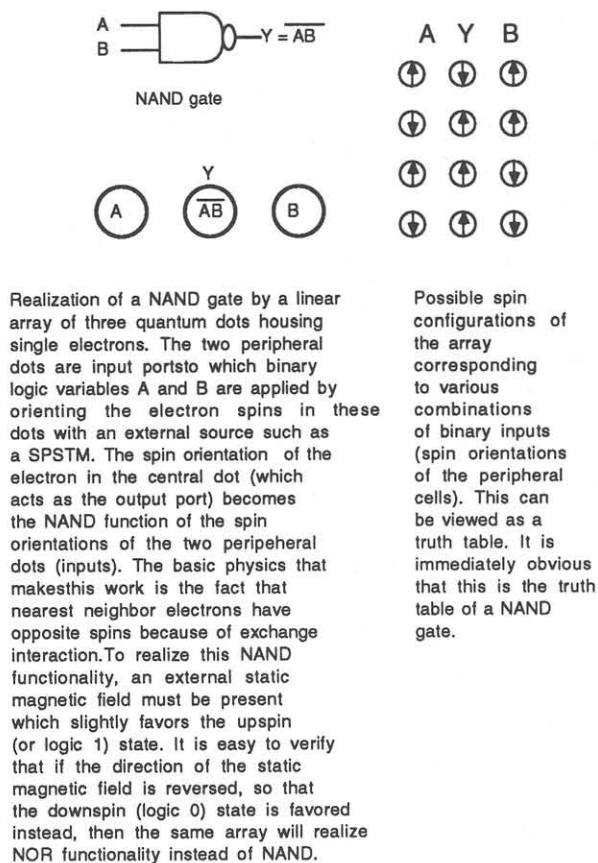 A
B
Y = A̅B̅
NAND gate
A Y B
Y
A
A̅B̅
B
Realization of a NAND gate by a linear
array of three quantum dots housing
single electrons. The two peripheral
dots are input portsto which binary
logic variables A and B are applied by
orienting the electron spins in these
dots with an external source such as
a SPSTM. The spin orientation of the
electron in the central dot (which
acts as the output port) becomes
the NAND function of the spin
orientations of the two peripeheral
dots (inputs). The basic physics that
makesthis work is the fact that
nearest neighbor electrons have
opposite spins because of exchange
interaction.To realize this NAND
functionality, an external static
magnetic field must be present
which slightly favors the upspin
(or logic 1) state. It is easy to verify
that if the direction of the static
magnetic field is reversed, so that
the downspin (logic 0) state is favored
instead, then the same array will realize
NOR functionality instead of NAND.
Possible spin
configurations of
the array
corresponding
to various
combinations
of binary inputs
(spin orientations
of the peripheral
cells). This can
be viewed as a
truth table. It is
immediately obvious
that this is the truth
table of a NAND
gate.